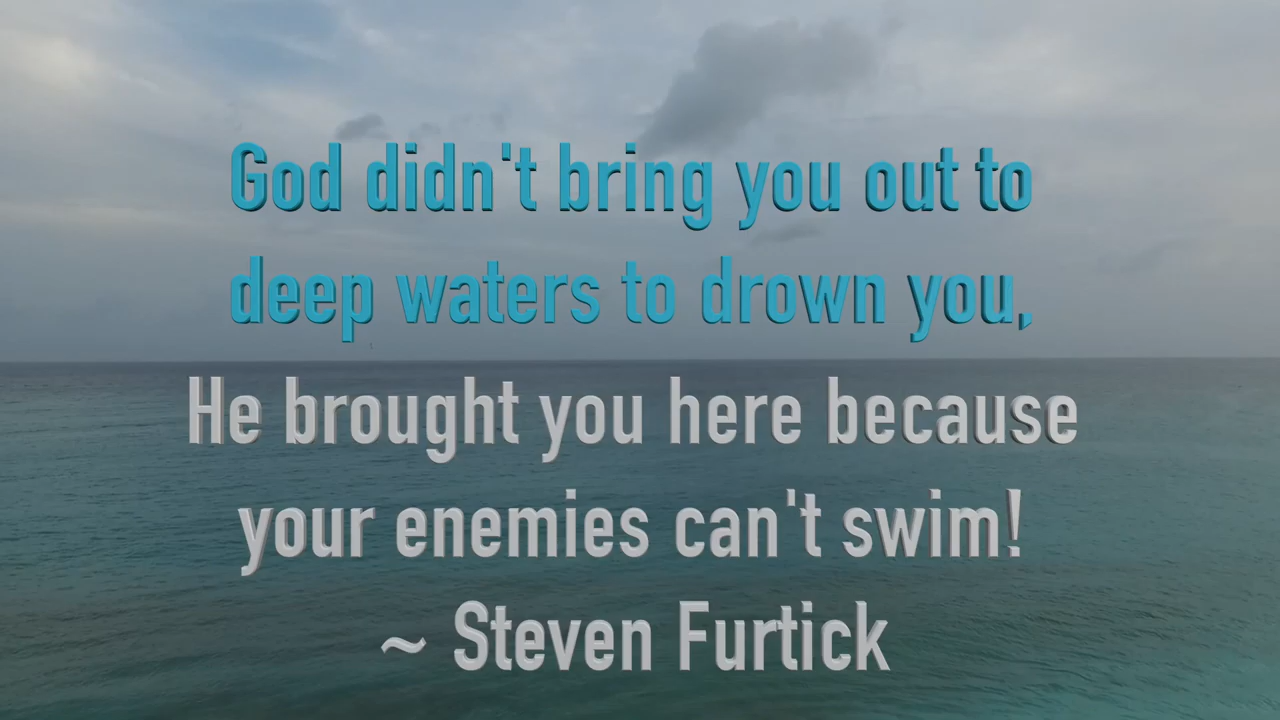 God didn't bring you out to
deep waters to drown you,
He brought you here because
your enemies can't swim!
~ Steven Furtick